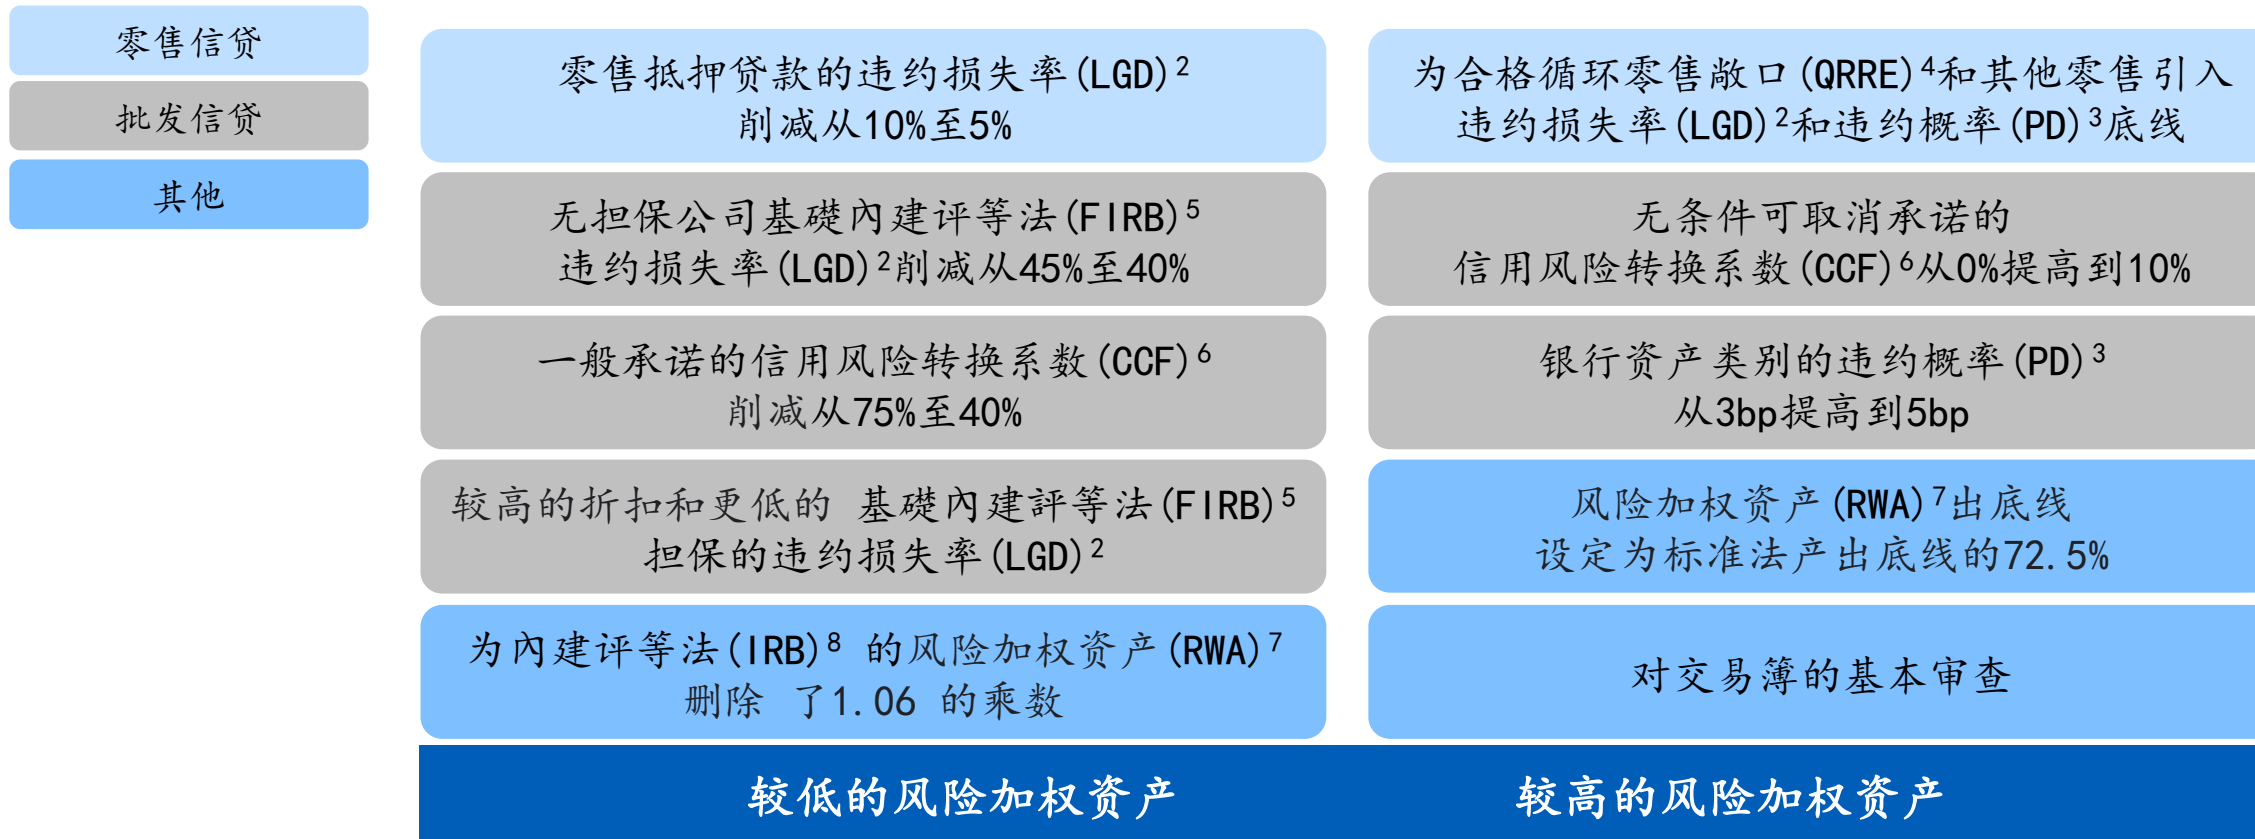 零售信贷
批发信贷
其他
零售抵押贷款的违约损失率(LGD)²
削减从10%至5%
为合格循环零售敞口(QRRE)⁴和其他零售引入
违约损失率(LGD)²和违约概率(PD)³底线
无担保公司基礎內建评等法(FIRB)⁵
违约损失率(LGD)²削减从45%至40%
无条件可取消承诺的
信用风险转换系数(CCF)⁶从0%提高到10%
一般承诺的信用风险转换系数(CCF)⁶
削减从75%至40%
银行资产类别的违约概率(PD)³
从3bp提高到5bp
较高的折扣和更低的 基礎內建評等法(FIRB)⁵
担保的违约损失率(LGD)²
风险加权资产(RWA)⁷出底线
设定为标准法产出底线的72.5%
为內建评等法(IRB)⁸ 的风险加权资产(RWA)⁷
删除 了1.06 的乘数
对交易簿的基本审查
较低的风险加权资产
较高的风险加权资产